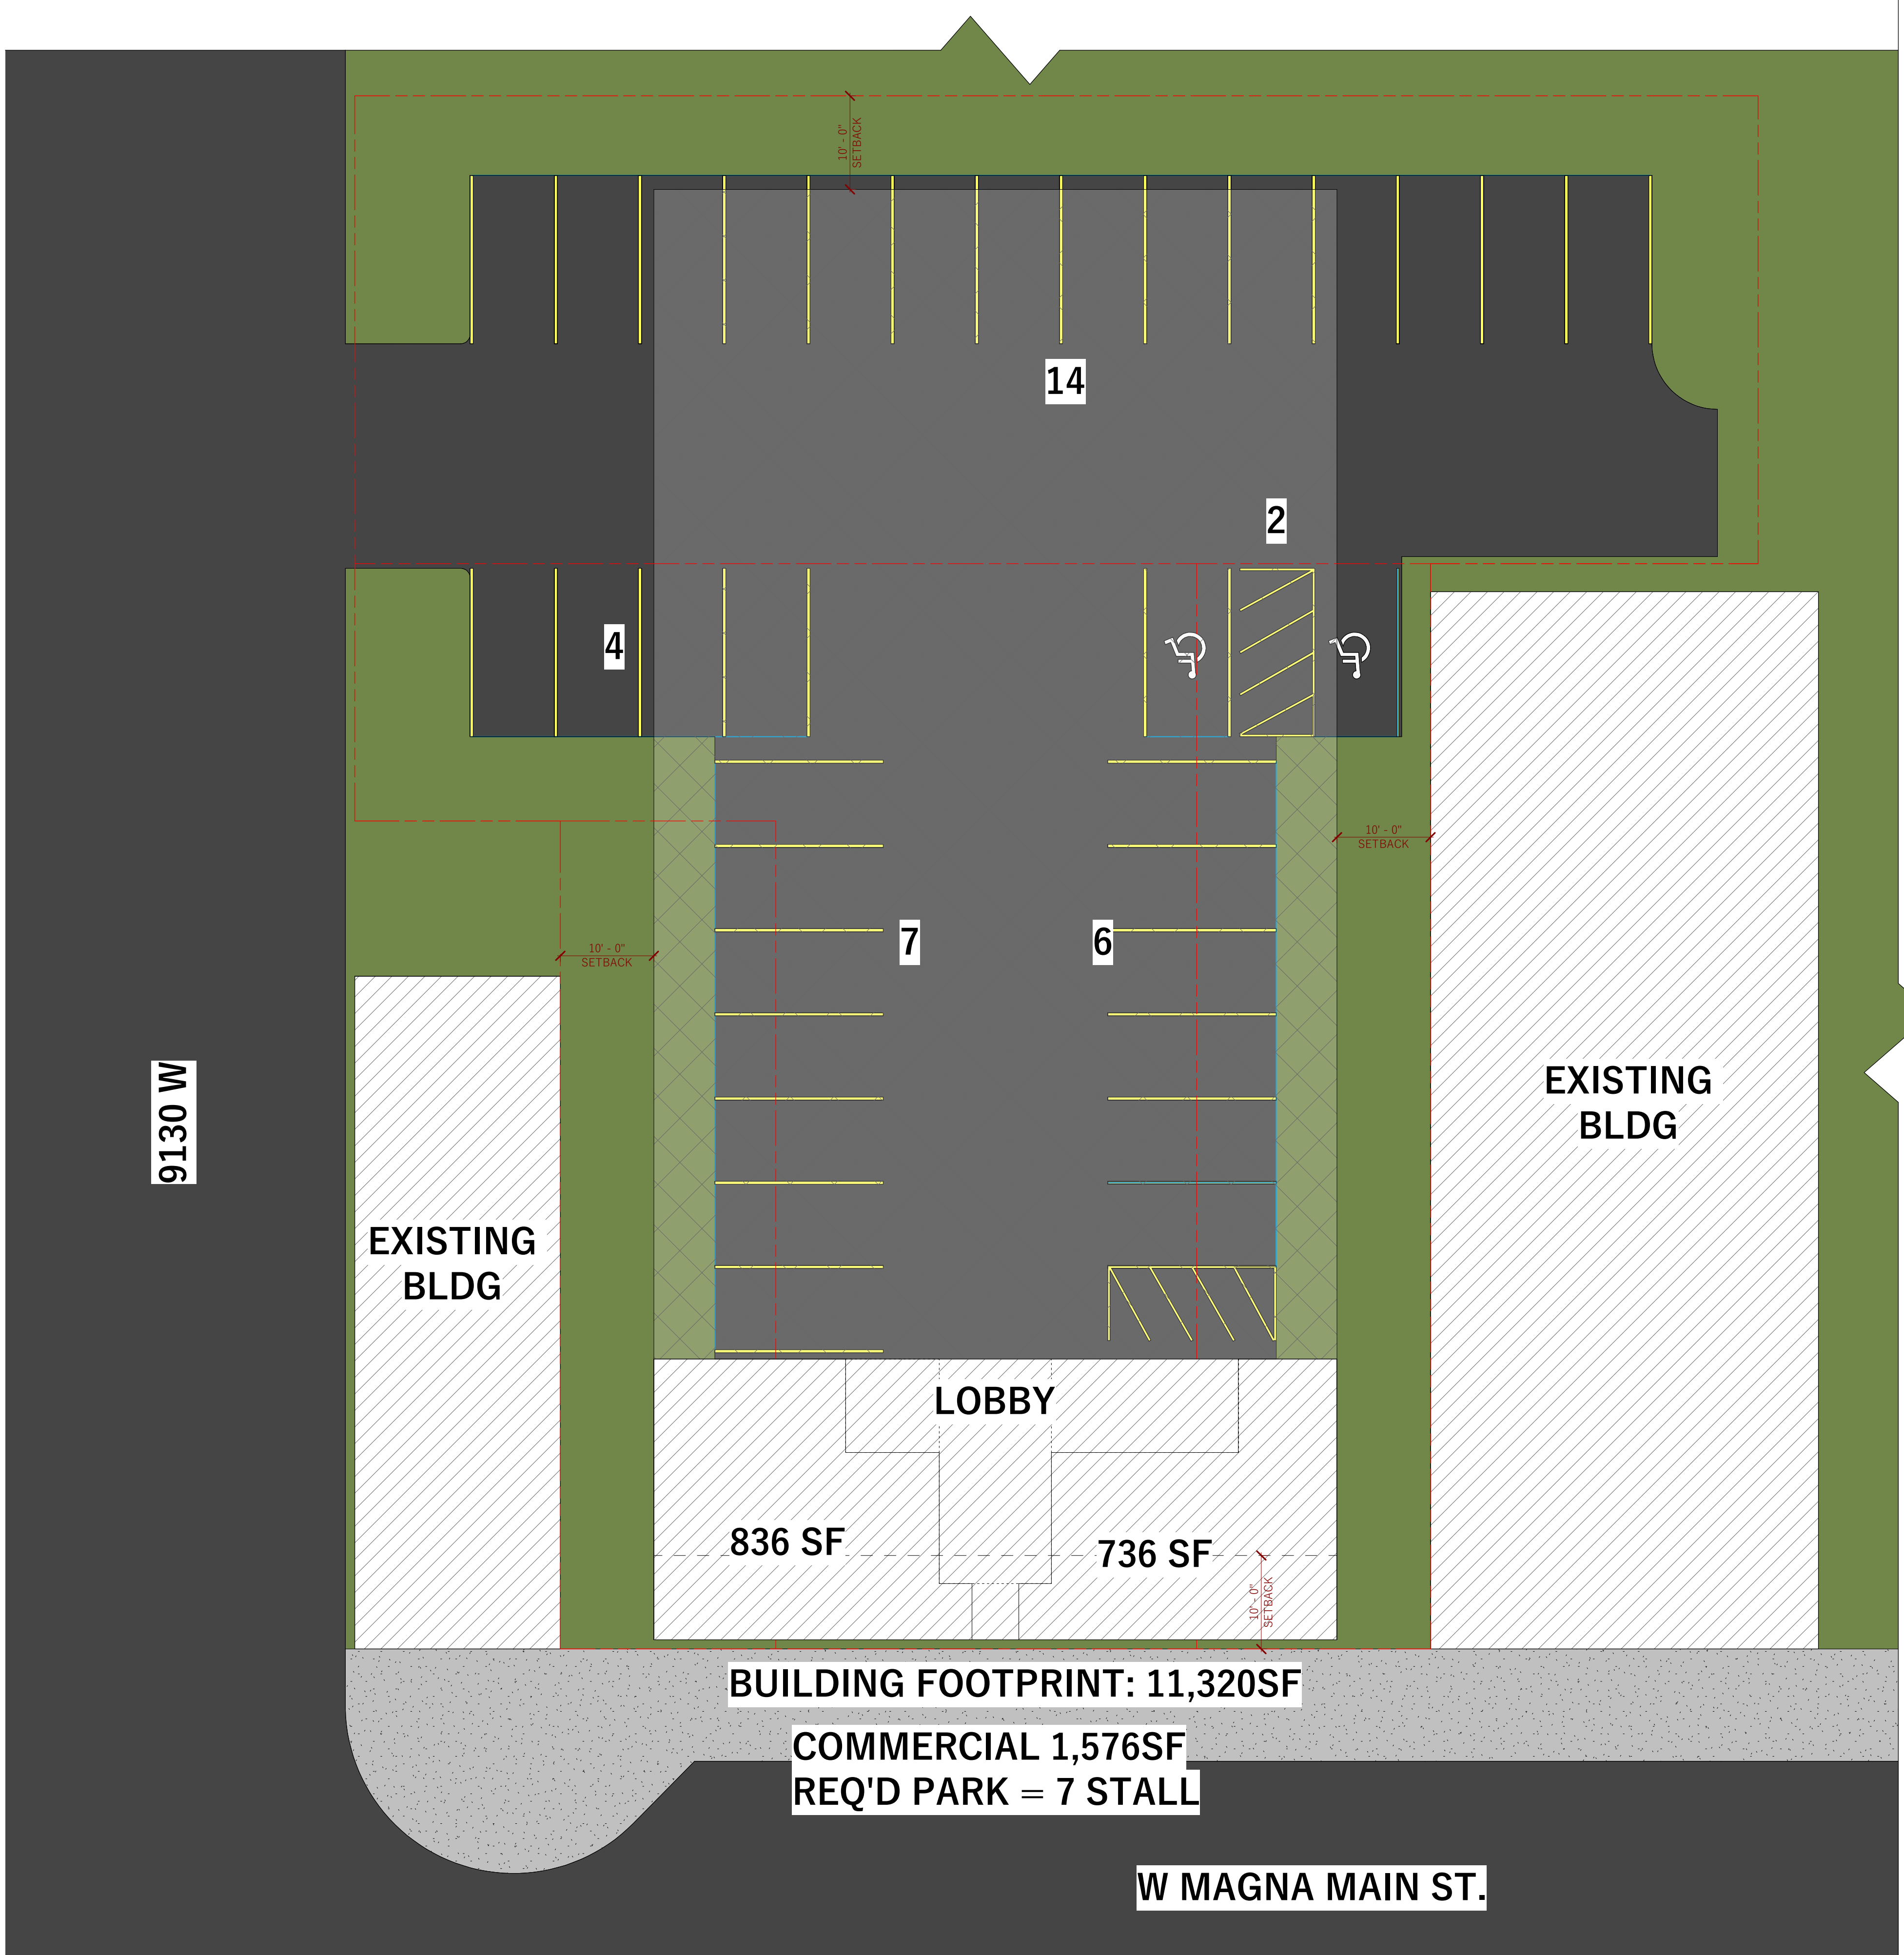 10' - 0"
SETBACK
14
2
4
10' - 0"
SETBACK
7
6
10' - 0"
SETBACK
9130 W
EXISTING
BLDG
EXISTING
BLDG
LOBBY
836 SF
736 SF
10' - 0"
SETBACK
BUILDING FOOTPRINT: 11,320SF
COMMERCIAL 1,576SF
REQ'D PARK = 7 STALL
W MAGNA MAIN ST.